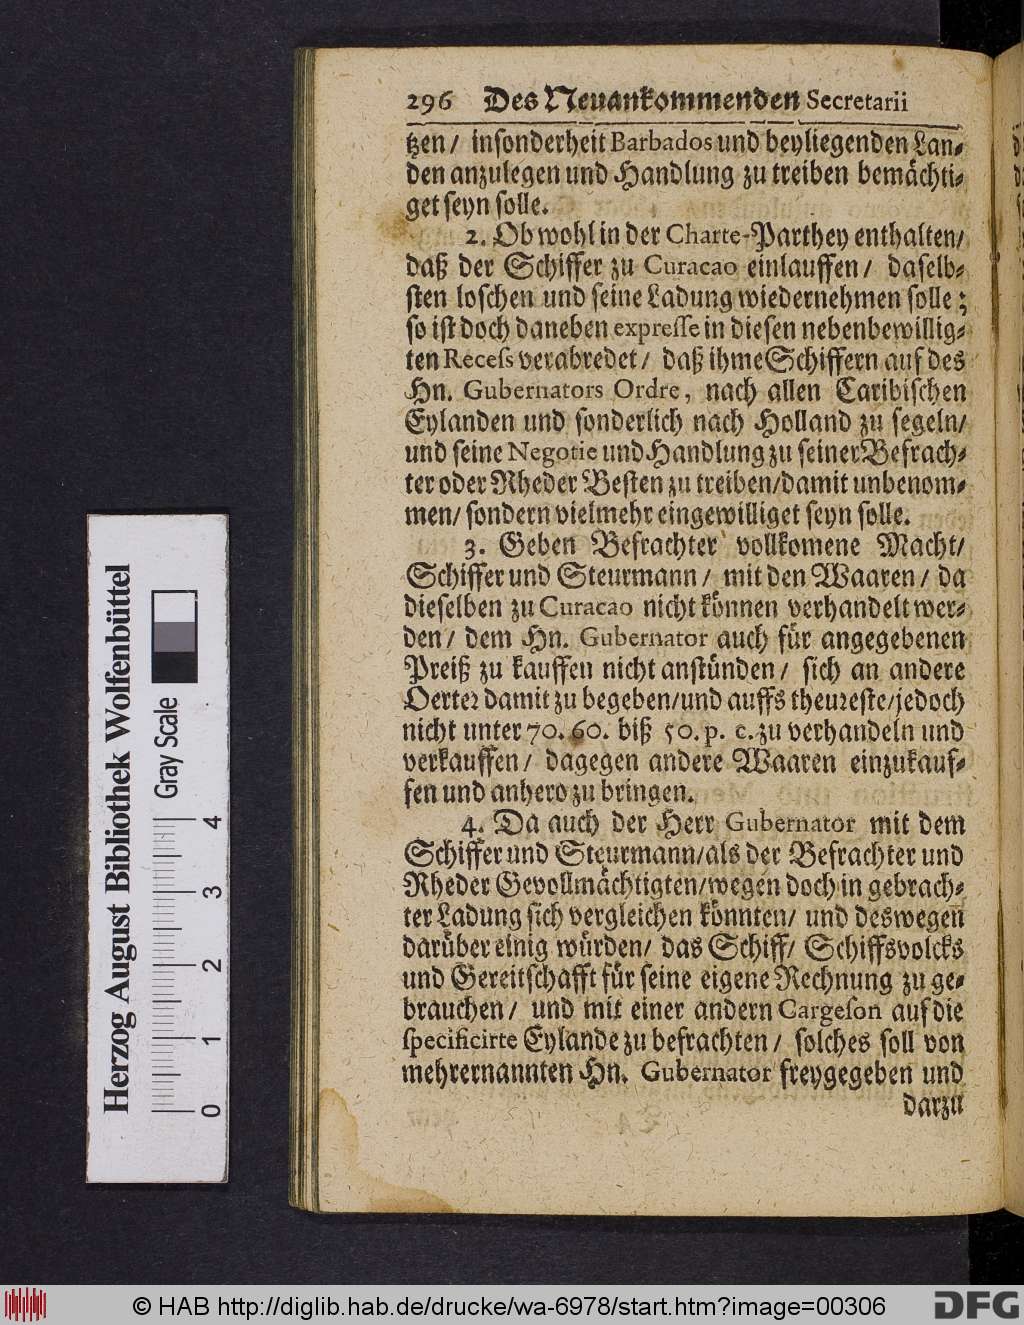 296 Des Neuankommenden Secretarii
tzen / insonderheit Barbados und beyliegenden Lan-
den anzulegen und Handlung zu treiben bemächti-
get seyn solle.
2. Ob wohl in der Charte-Parthey enthalten/
daß der Schiffer zu Curacao einlauffen / daselb-
sten loschen und seine Ladung wiedernehmen solle ;
so ist doch daneben expresse in diesen nebenbewillig-
ten Recess verabredet / daß ihme Schiffern auf des
Hn. Gubernators Ordre, nach allen Caribischen
Eylanden und sonderlich nach Holland zu segeln/
und seine Negotie und Handlung zu seiner Befrach-
ter oder Rheder Besten zu treiben/damit unbenom-
men/ sondern vielmehr eingewilliget seyn solle.
3. Geben Befrachter vollkomene Macht/
Schiffer und Steurmann / mit den Waaren / da
dieselben zu Curacao nicht können verhandelt wer-
den / dem Hn. Gubernator auch für angegebenen
Preiß zu kauffen nicht anstünden / sich an andere
Oerter damit zu begeben/und auffs theureste/jedoch
nicht unter 70. 60. biß 50. p. c. zu verhandeln und
verkauffen / dagegen andere Waaren einzukauf-
fen und anhero zu bringen.
4. Da auch der Herr Gubernator mit dem
Schiffer und Steurmann/als der Befrachter und
Rheder Gevollmächtigten/wegen doch in gebrach-
ter Ladung sich vergleichen könnten/ und deswegen
darüber einig würden/ das Schiff/ Schiffsvolcks
und Gereitschafft für seine eigene Rechnung zu ge-
brauchen / und mit einer andern Cargeson auf die
specificirte Eylande zu befrachten / solches soll von
mehrernannten Hn. Gubernator freygegeben und
darzu
Herzog August Bibliothek Wolfenbüttel
Gray Scale
0 1 2 3 4
© HAB http://diglib.hab.de/drucke/wa-6978/start.htm?image=00306
DFG